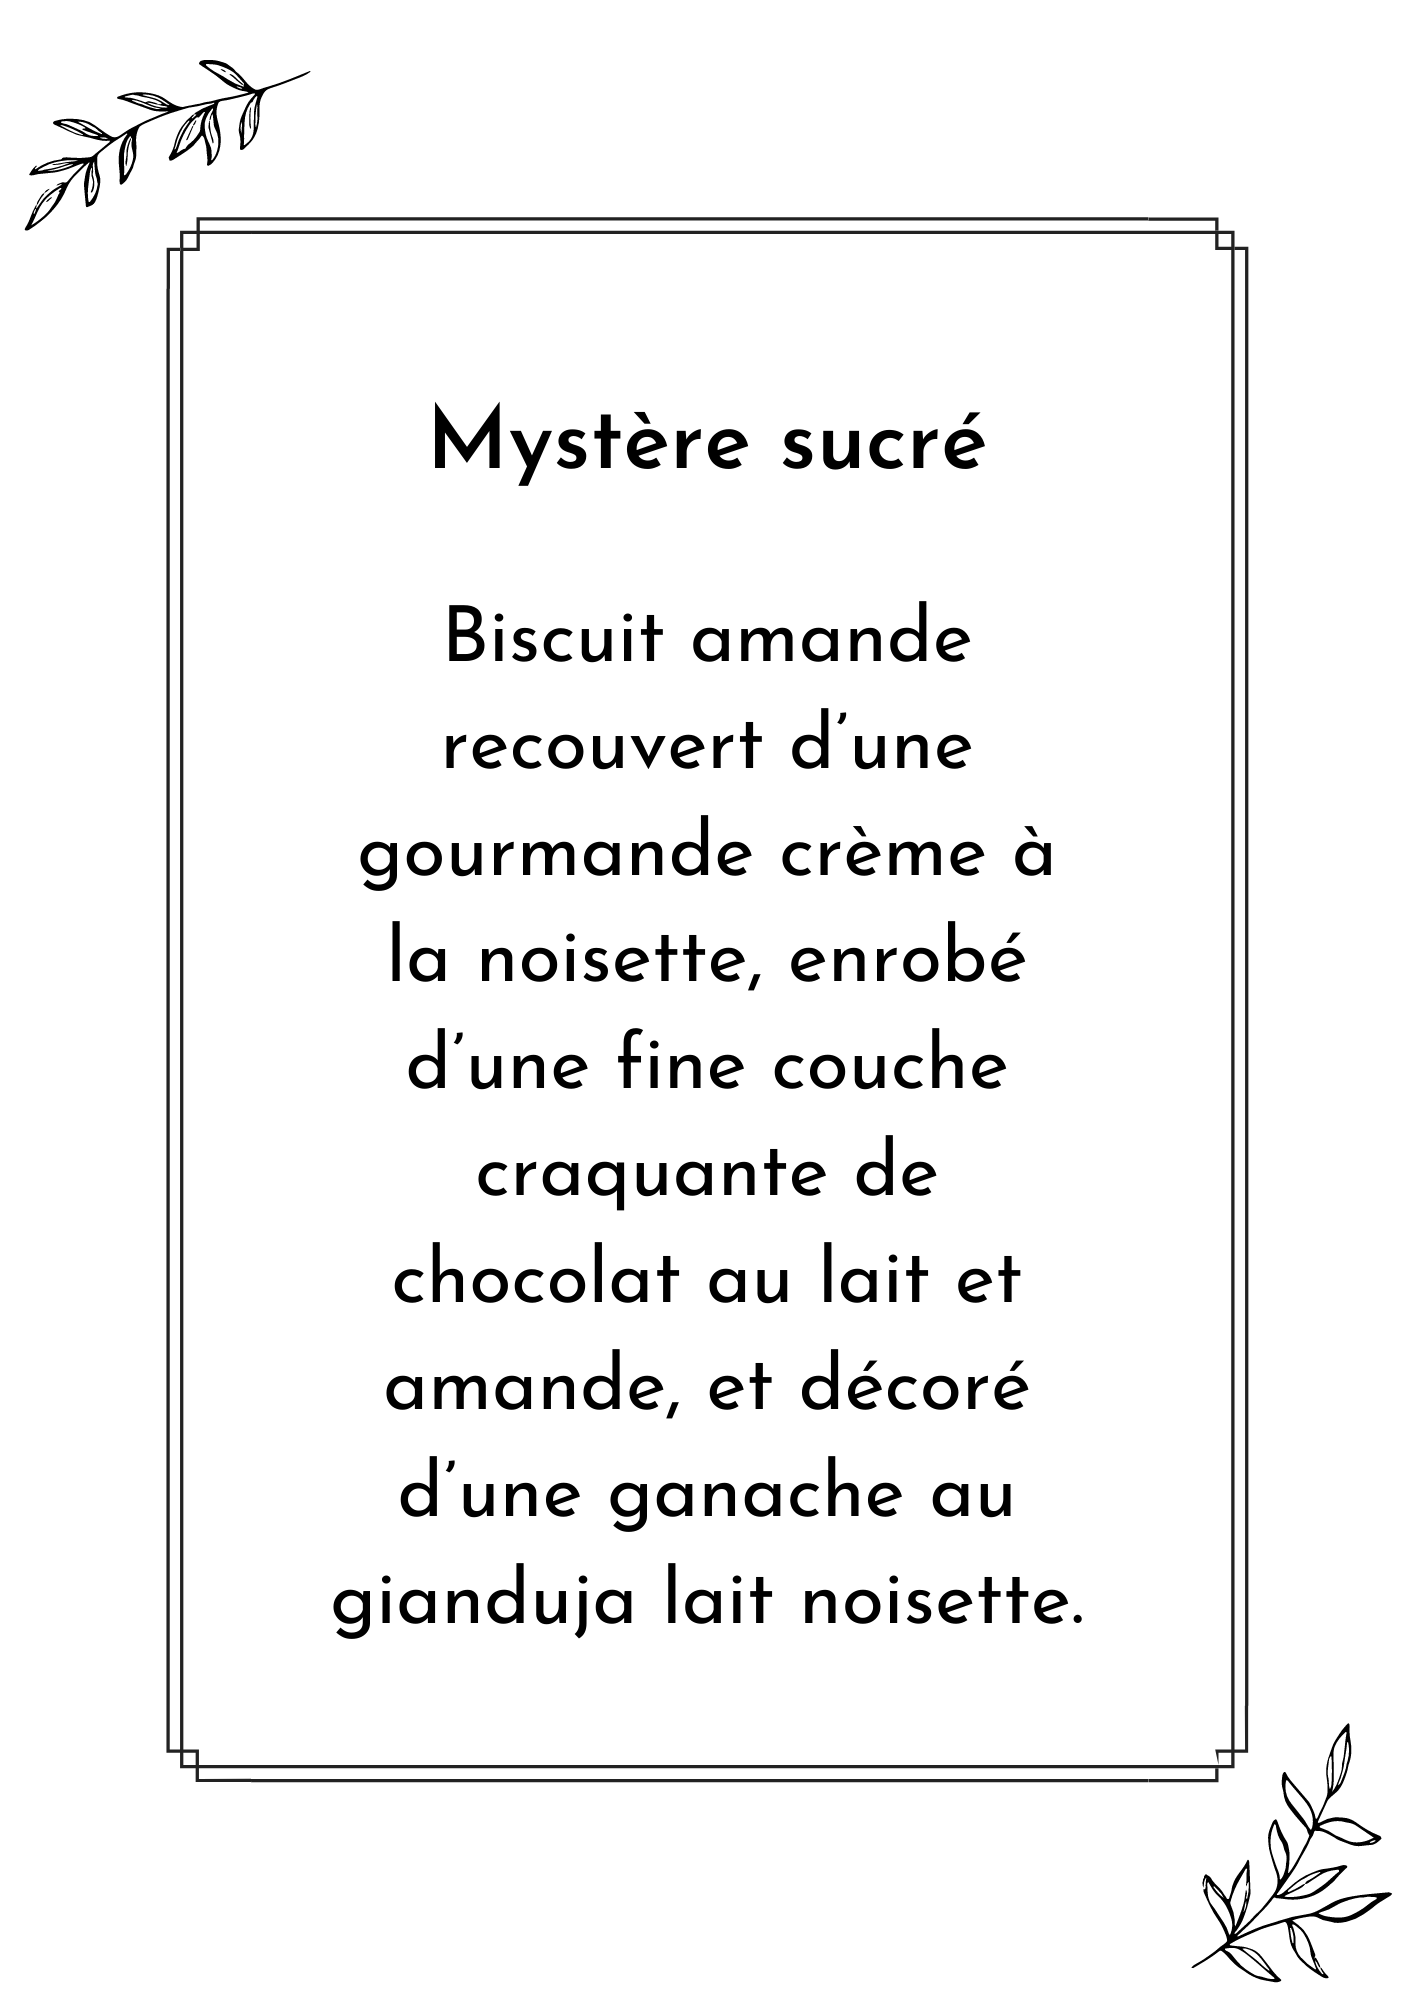 Mystère sucré
Biscuit amande
recouvert d’une
gourmande crème à
la noisette, enrobé
d’une fine couche
craquante de
chocolat au lait et
amande, et décoré
d’une ganache au
gianduja lait noisette.